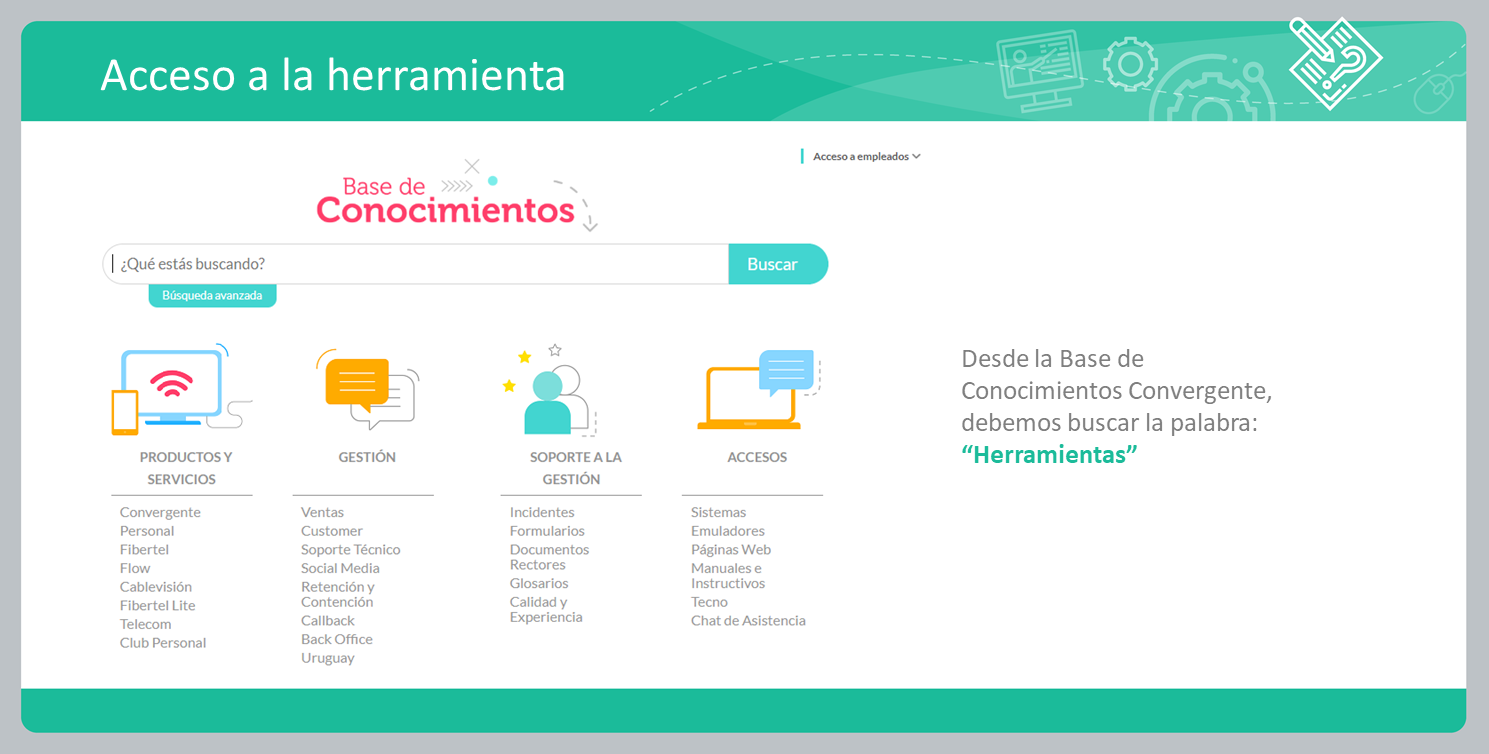 Acceso a la herramienta
Acceso a empleados
Base de
Conocimientos
¿Qué estás buscando?
Buscar
Búsqueda avanzada
PRODUCTOS Y
SERVICIOS
Convergente
Personal
Fibertel
Flow
Cablevisión
Fibertel Lite
Telecom
Club Personal
GESTIÓN
Ventas
Customer
Soporte Técnico
Social Media
Retención y
Contención
Callback
Back Office
Uruguay
SOPORTE A LA
GESTIÓN
Incidentes
Formularios
Documentos
Rectores
Glosarios
Calidad y
Experiencia
ACCESOS
Sistemas
Emuladores
Páginas Web
Manuales e
Instructivos
Tecno
Chat de Asistencia
Desde la Base de
Conocimientos Convergente,
debemos buscar la palabra:
“Herramientas”